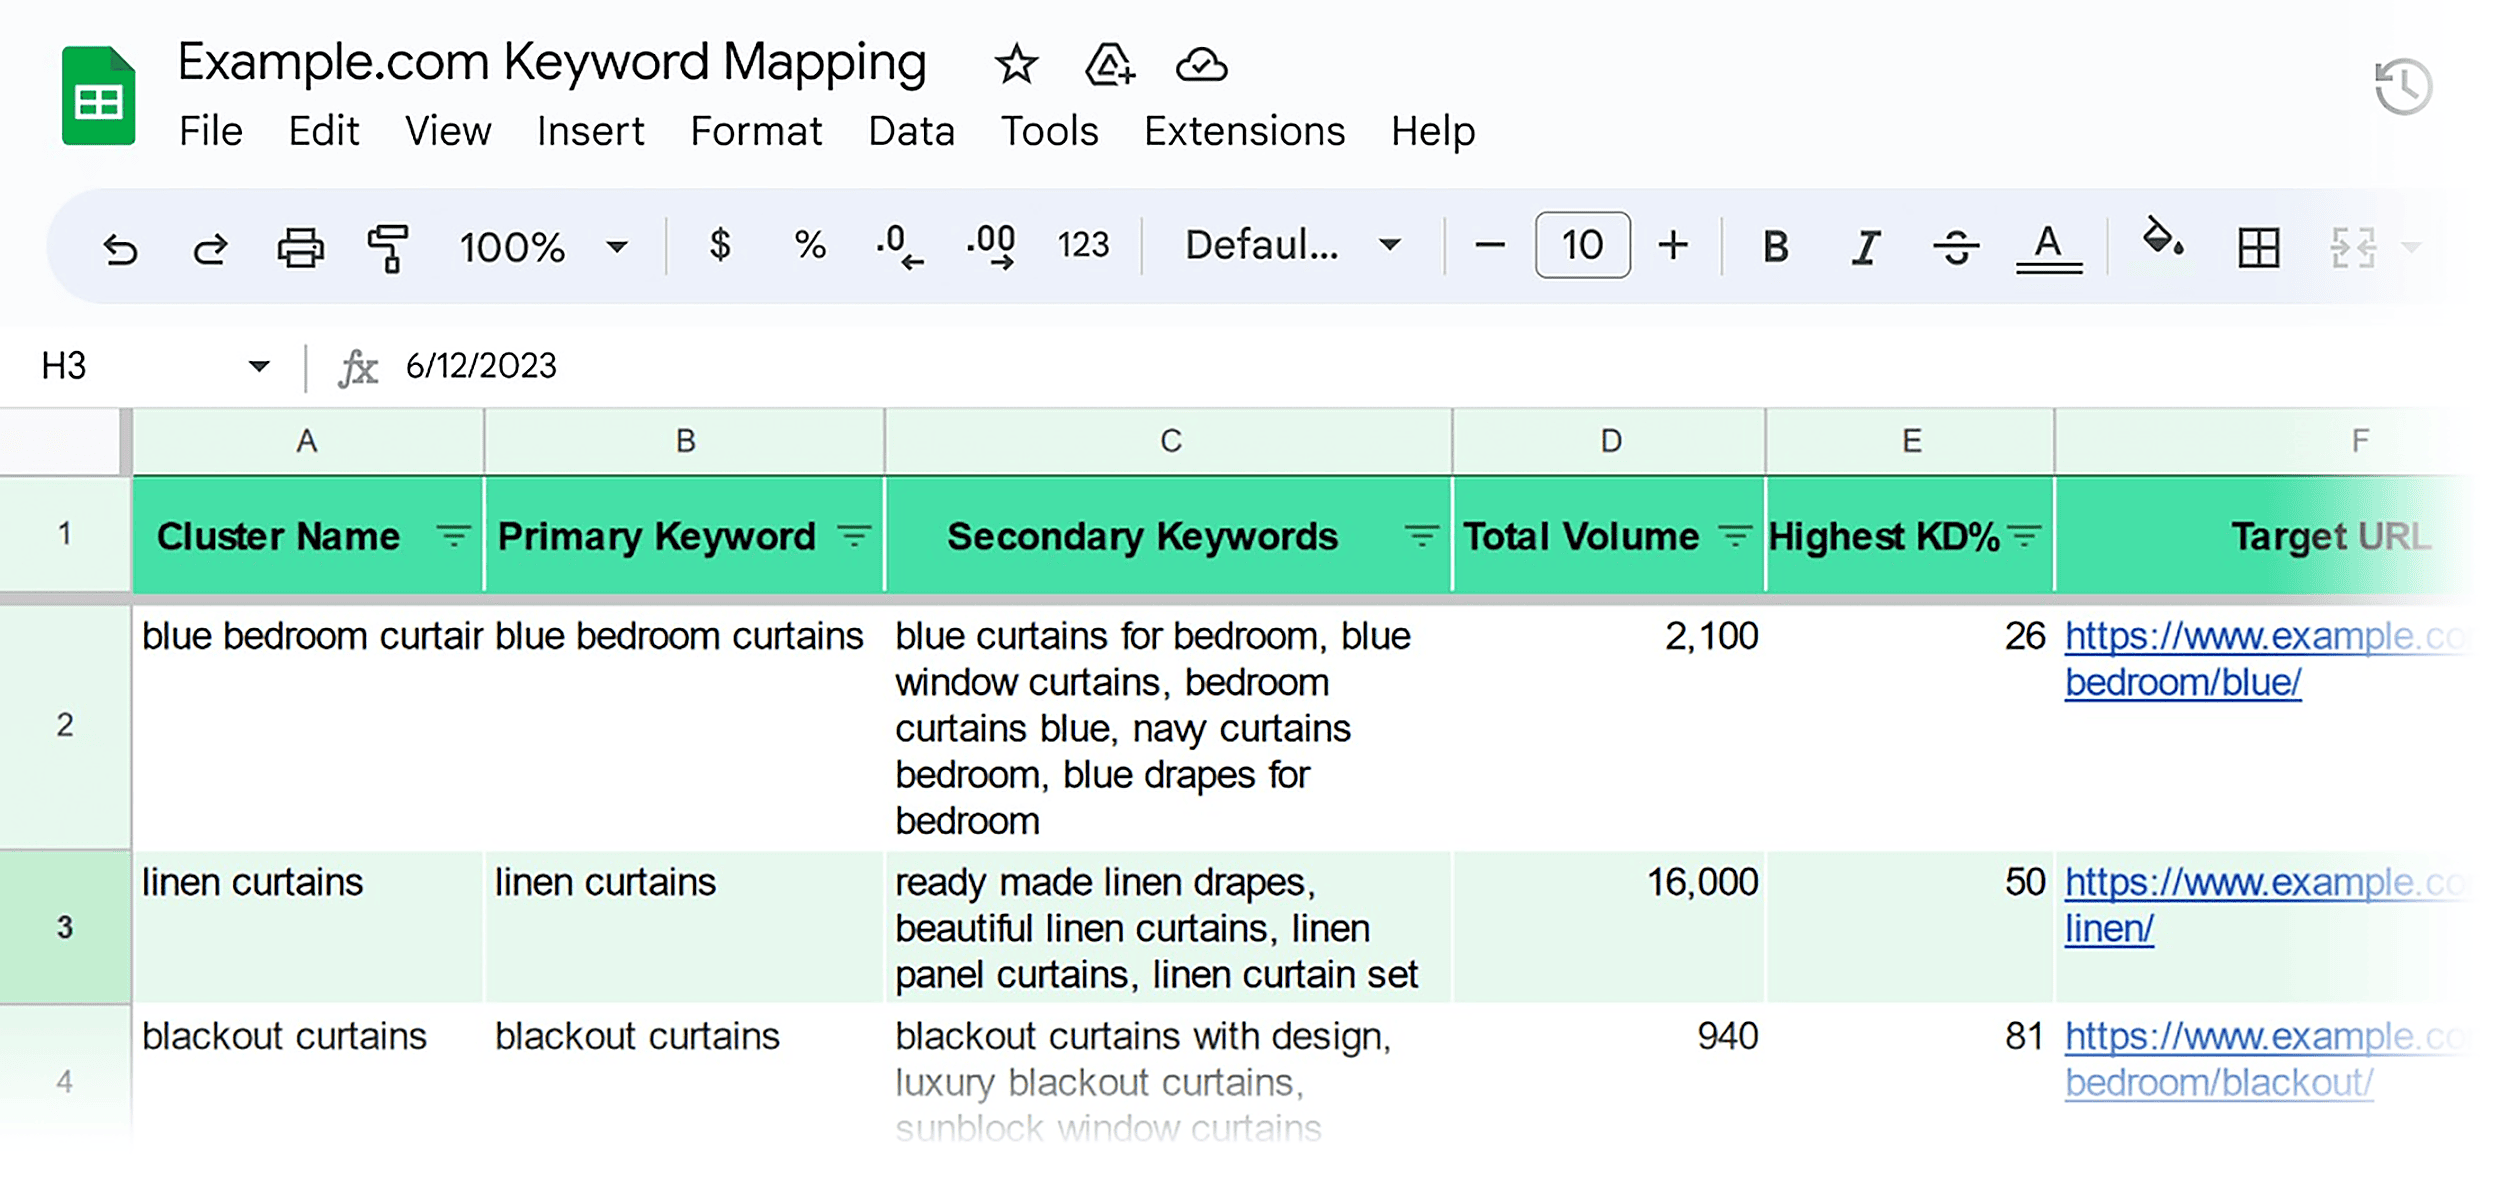 Example.com Keyword Mapping
File Edit View Insert Format Data Tools Extensions Help
100% $ % .0 .00 123 Defaul... 10 B I S A
H3 fx 6/12/2023
A B C D E F
1 Cluster Name Primary Keyword Secondary Keywords Total Volume Highest KD% Target URL
2 blue bedroom curtair blue bedroom curtains blue curtains for bedroom, blue 2,100 26 https://www.example.co
window curtains, bedroom bedroom/blue/
curtains blue, navy curtains
bedroom, blue drapes for
bedroom
3 linen curtains linen curtains ready made linen drapes, 16,000 50 https://www.example.co
beautiful linen curtains, linen linen/
panel curtains, linen curtain set
4 blackout curtains blackout curtains blackout curtains with design, 940 81 https://www.example.co
luxury blackout curtains, bedroom/blackout/
sunblock window curtains